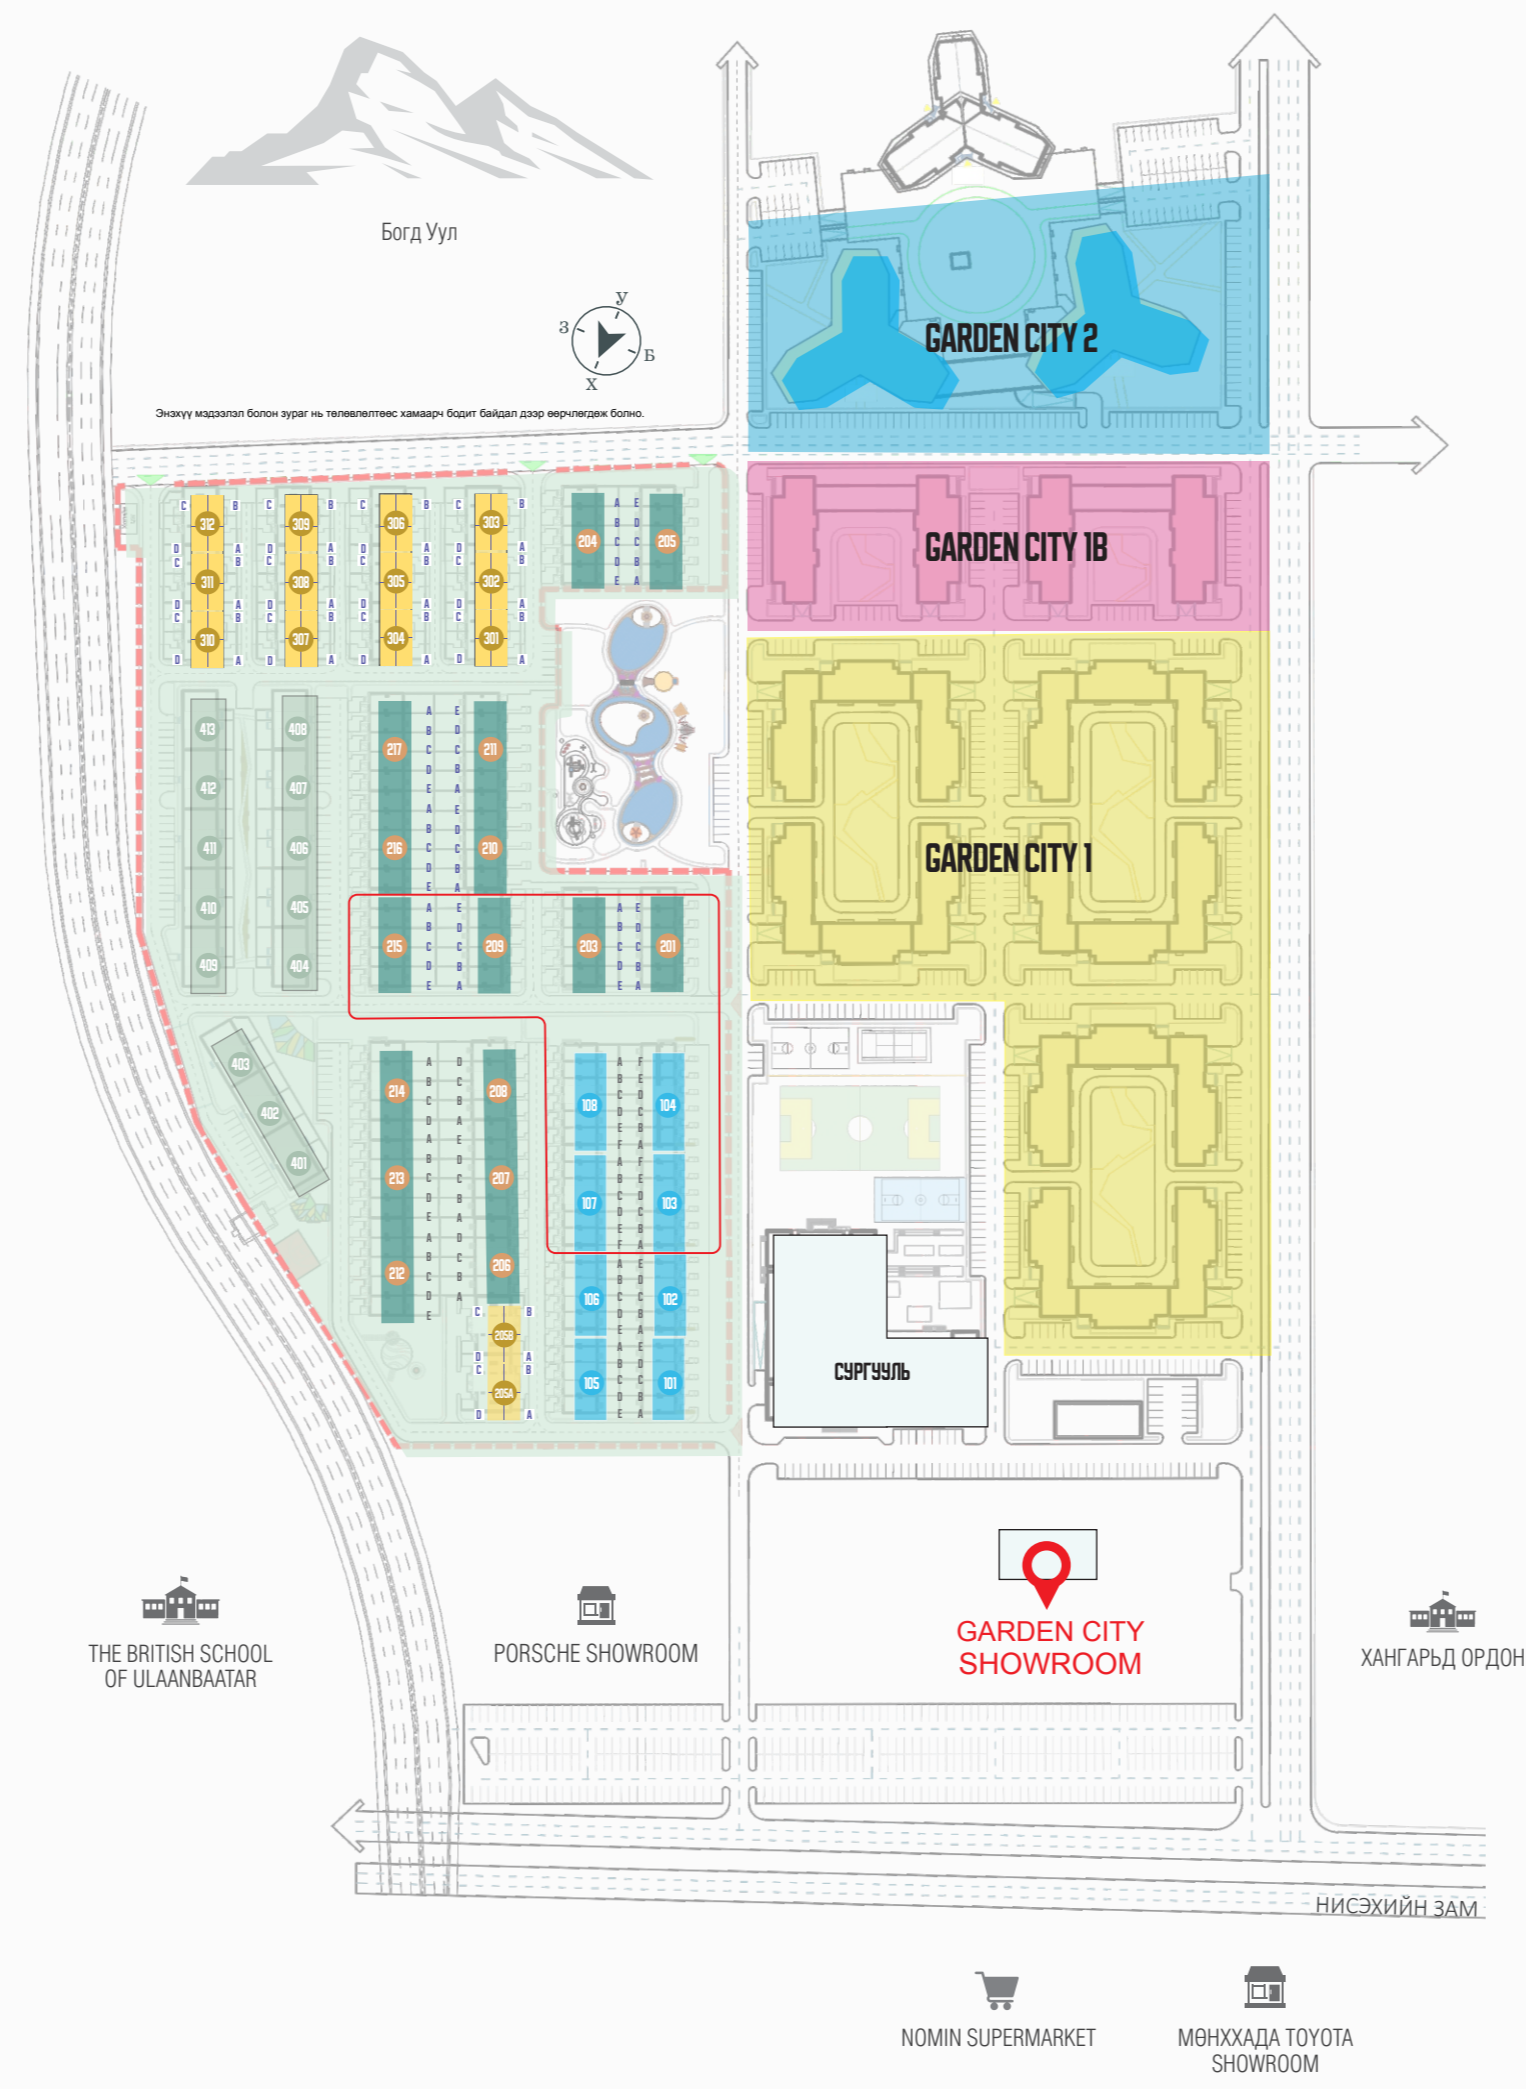 Богд Уул
У
З
Б
Х
Энэхүү мэдээлэл болон зураг нь төлөвлөлтөөс хамаарч бодит байдал дээр өөрчлөгдөж болно.
GARDEN CITY 2
GARDEN CITY 1B
GARDEN CITY 1
312
309
306
303
204
205
311
308
305
302
310
307
304
301
413
408
217
211
412
407
411
406
216
210
410
405
409
404
215
209
203
201
403
402
401
214
208
108
104
213
207
107
103
212
206
106
102
205B
205A
105
101
СУРГУУЛЬ
GARDEN CITY
SHOWROOM
THE BRITISH SCHOOL
OF ULAANBAATAR
PORSCHE SHOWROOM
ХАНГАРЬД ОРДОН
НИСЭХИЙН ЗАМ
NOMIN SUPERMARKET
МӨНХХАДА TOYOTA
SHOWROOM